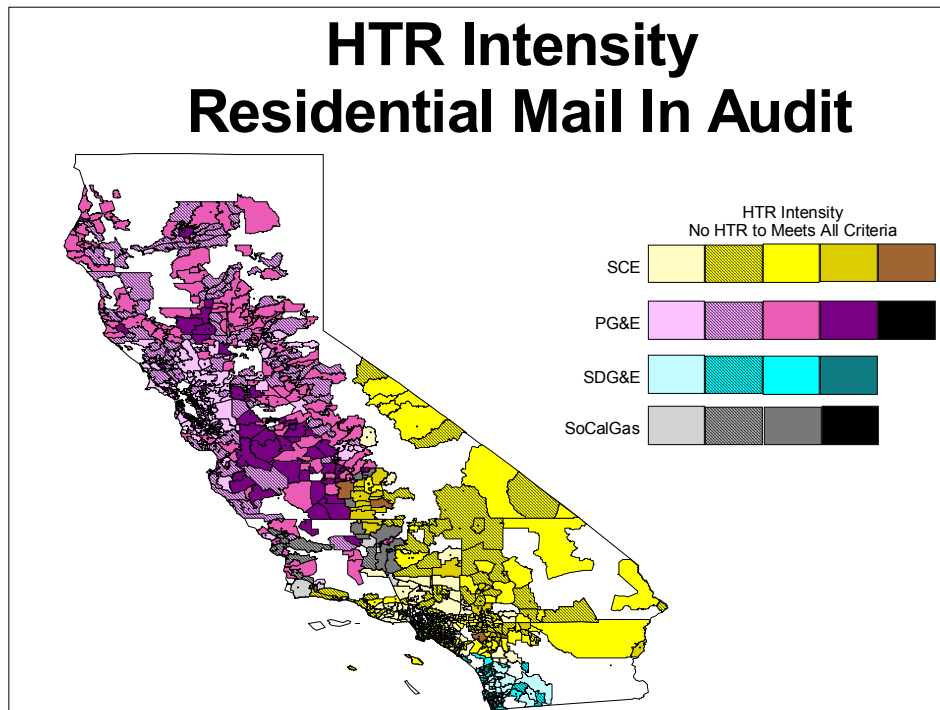 HTR Intensity
Residential Mail In Audit
HTR Intensity
No HTR to Meets All Criteria
SCE
PG&E
SDG&E
SoCalGas